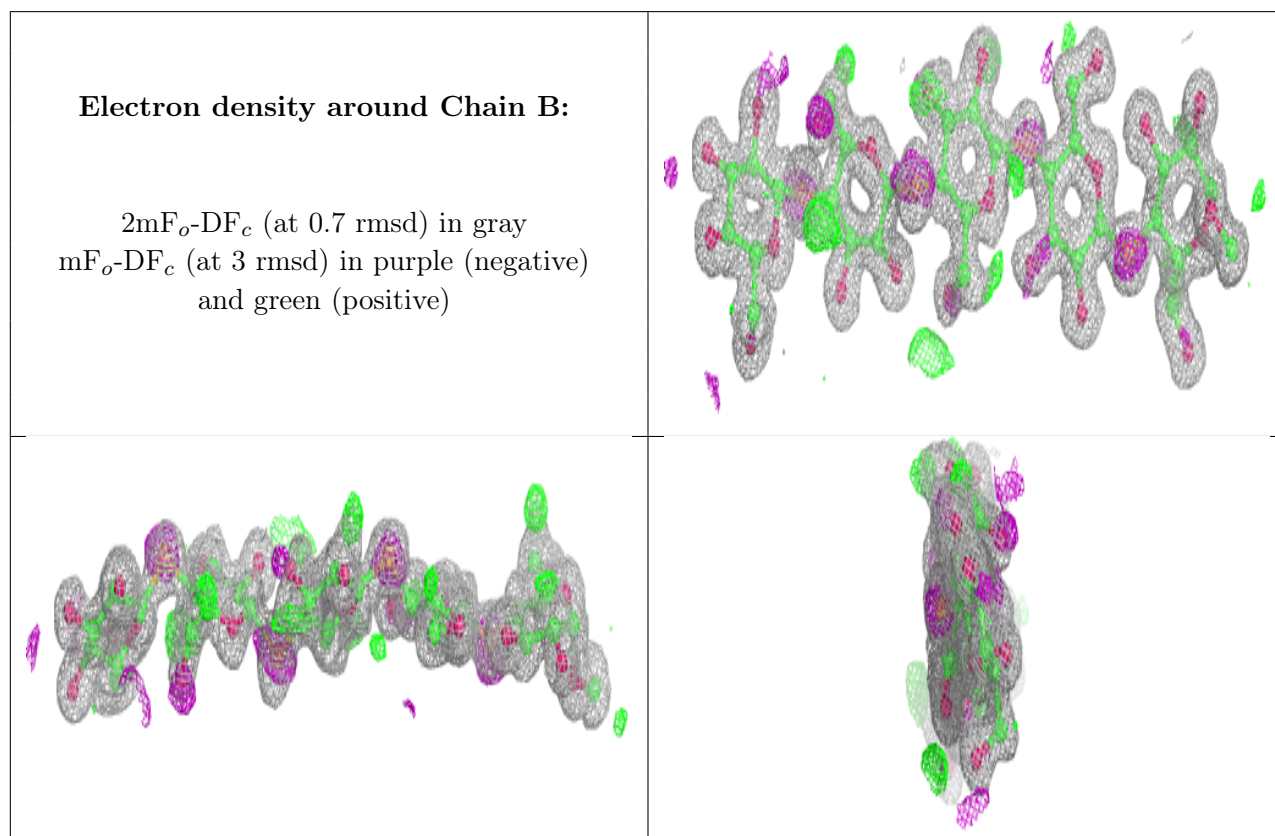 Electron density around Chain B:
2mFo-DFc (at 0.7 rmsd) in gray
mFo-DFc (at 3 rmsd) in purple (negative)
and green (positive)